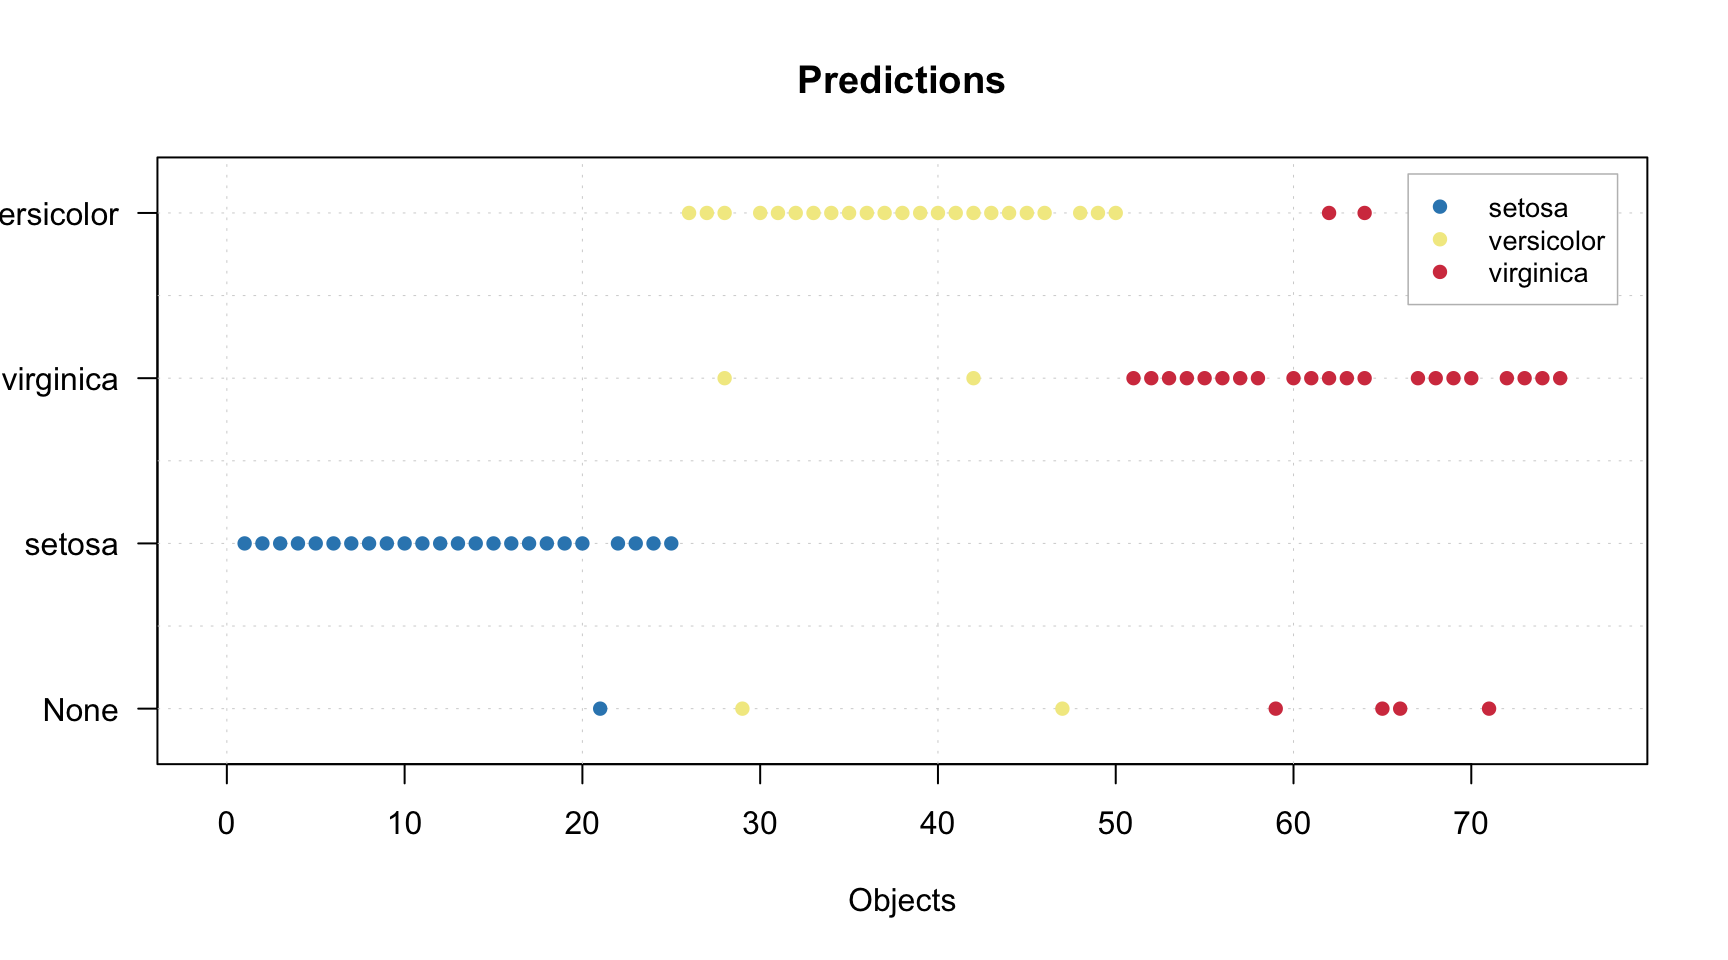 Predictions
ersicolor
virginica
setosa
None
setosa
versicolor
virginica
0 10 20 30 40 50 60 70
Objects